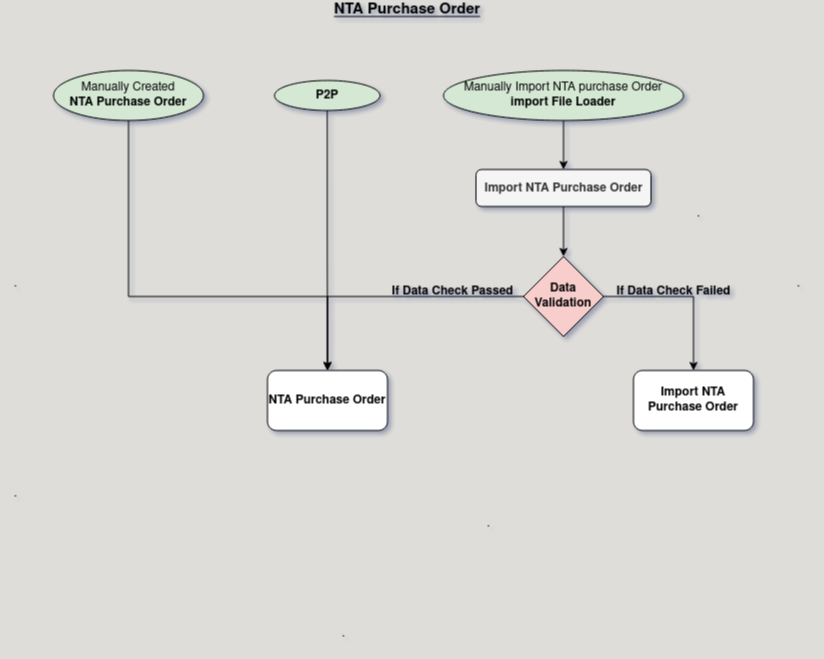 NTA Purchase Order
Manually Created
NTA Purchase Order
P2P
Manually Import NTA purchase Order
import File Loader
Import NTA Purchase Order
If Data Check Passed
Data
Validation
If Data Check Failed
NTA Purchase Order
Import NTA
Purchase Order